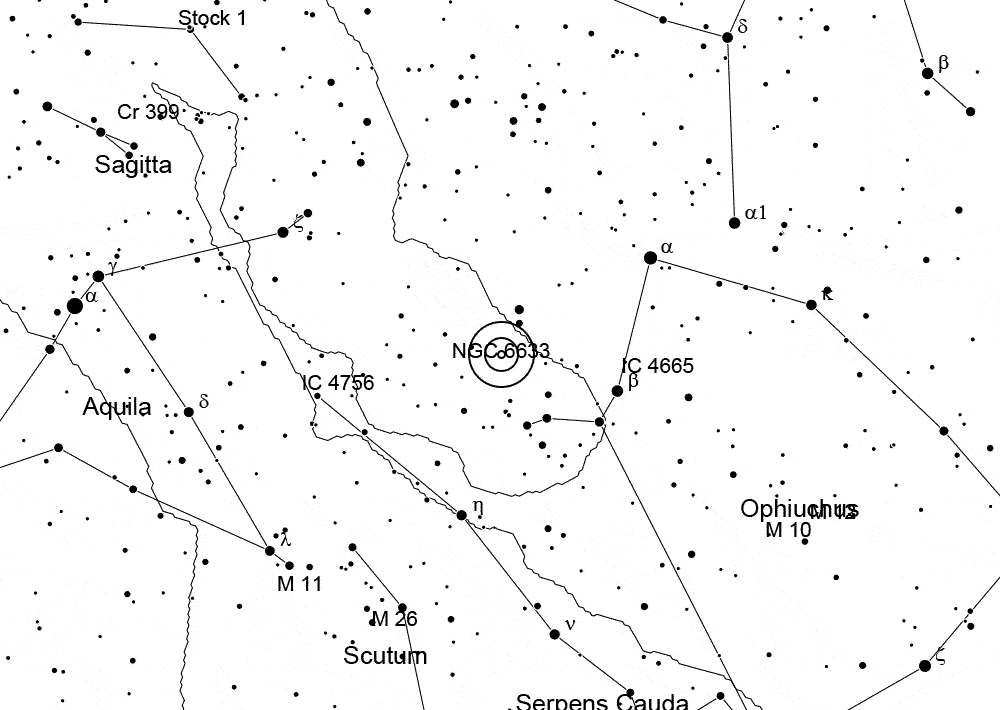 Stock 1
δ
β
Cr 399
Sagitta
ζ
α1
γ
α
α
κ
NGC 6633
IC 4665
IC 4756
β
Aquila
δ
η
Ophiuchus
M 12
M 10
λ
M 11
M 26
ν
Scutum
ζ
Serpens Cauda